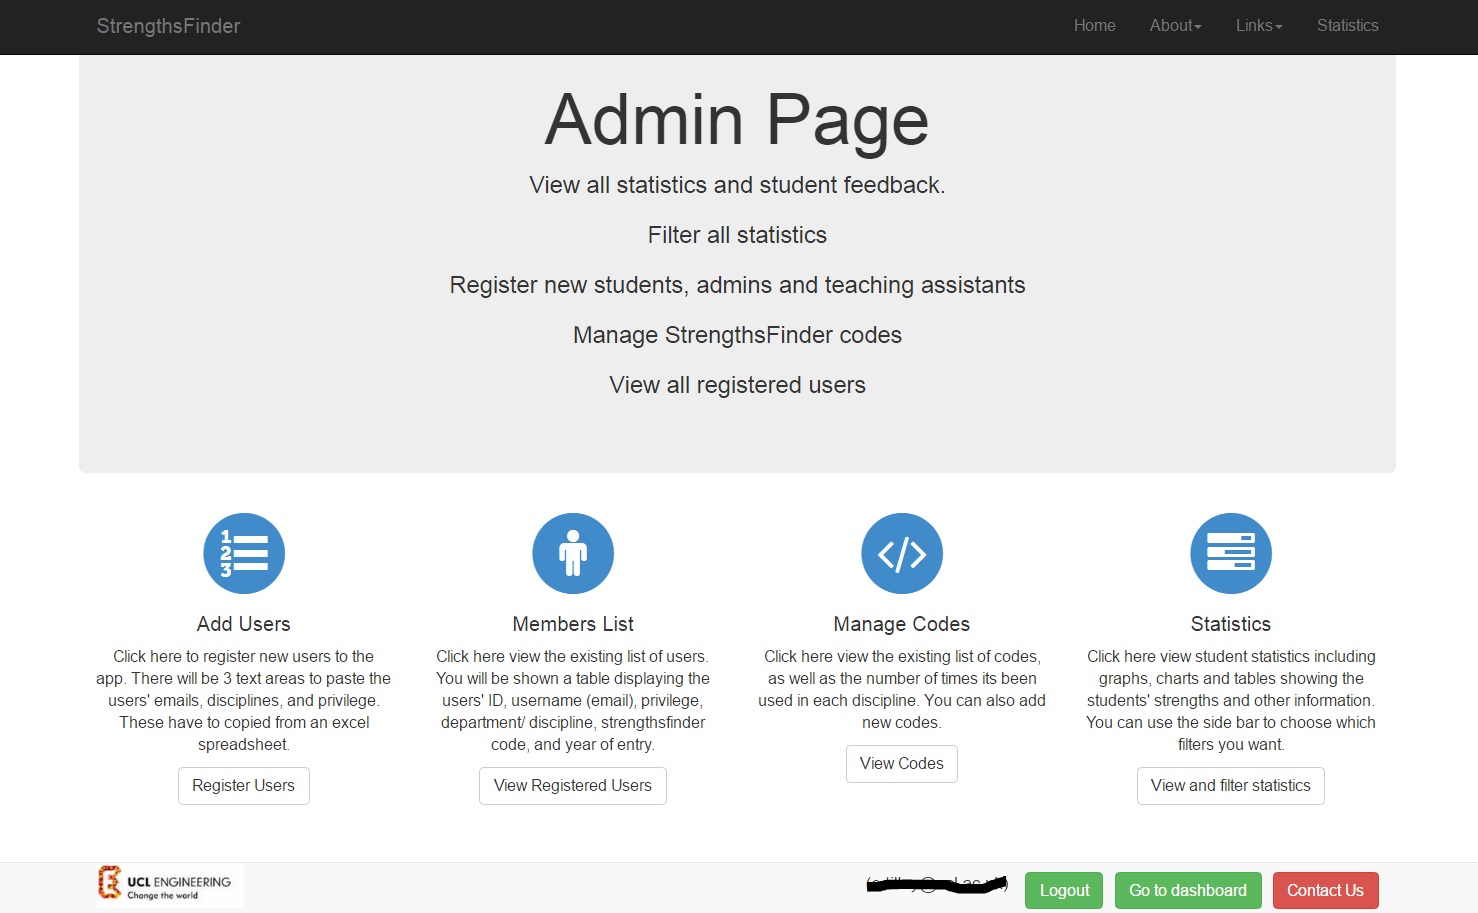 StrengthsFinder
Home
About
Links
Statistics
Admin Page
View all statistics and student feedback.
Filter all statistics
Register new students, admins and teaching assistants
Manage StrengthsFinder codes
View all registered users
1
2
3
Add Users
Click here to register new users to the
app. There will be 3 text areas to paste the
users' emails, disciplines, and privilege.
These have to copied from an excel
spreadsheet.
Register Users
Members List
Click here view the existing list of users.
You will be shown a table displaying the
users' ID, username (email), privilege,
department/ discipline, strengthsfinder
code, and year of entry.
View Registered Users
</>
Manage Codes
Click here view the existing list of codes,
as well as the number of times its been
used in each discipline. You can also add
new codes.
View Codes
Statistics
Click here view student statistics including
graphs, charts and tables showing the
students' strengths and other information.
You can use the side bar to choose which
filters you want.
View and filter statistics
UCL ENGINEERING
Change the world
Logout
Go to dashboard
Contact Us